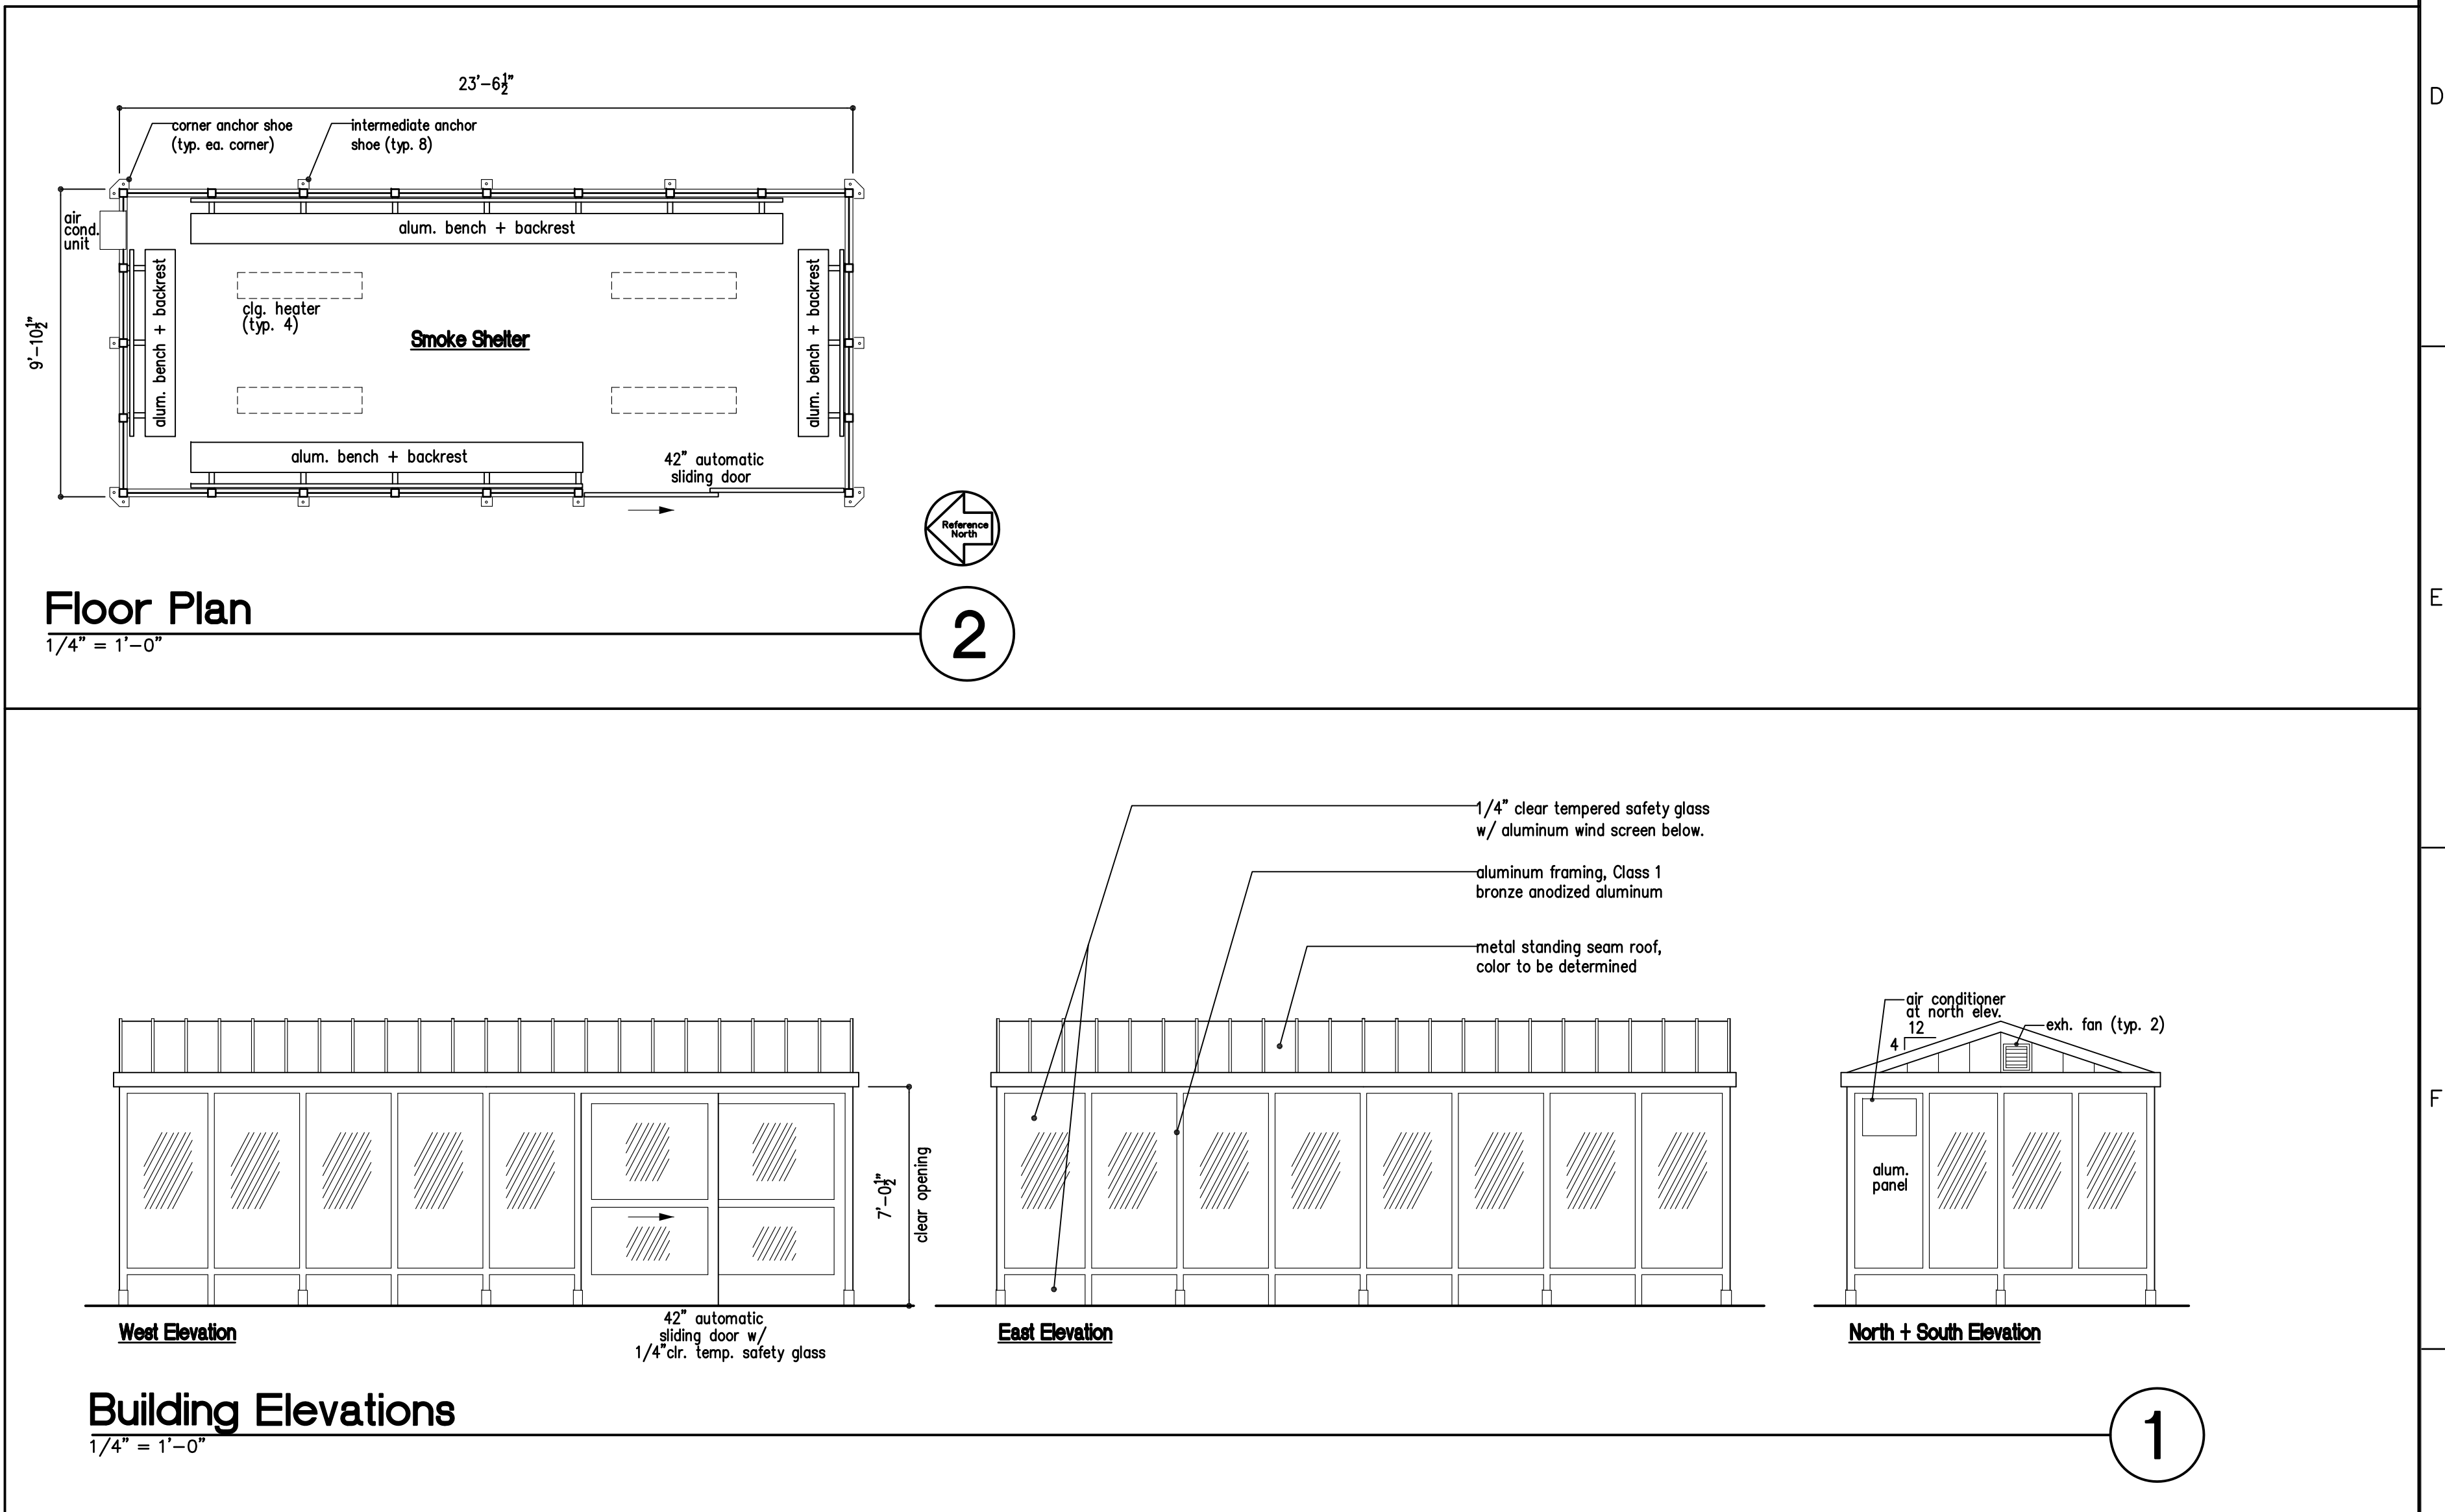 23'-6½"
corner anchor shoe
(typ. ea. corner)
intermediate anchor
shoe (typ. 8)
D
air
cond.
unit
alum. bench + backrest
alum. bench + backrest
alum. bench + backrest
clg. heater
(typ. 4)
Smoke Shelter
9'-10½"
alum. bench + backrest
42" automatic
sliding door
Reference
North
Floor Plan
1/4" = 1'-0"
2
E
1/4" clear tempered safety glass
w/ aluminum wind screen below.
aluminum framing, Class 1
bronze anodized aluminum
metal standing seam roof,
color to be determined
air conditioner
at north elev.
12
4
exh. fan (typ. 2)
F
7'-0½"
clear opening
alum.
panel
42" automatic
sliding door w/
1/4"clr. temp. safety glass
West Elevation
East Elevation
North + South Elevation
Building Elevations
1/4" = 1'-0"
1